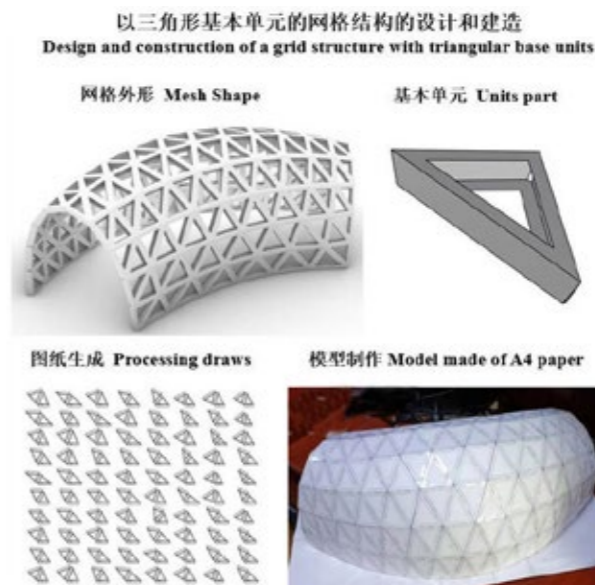 以三角形基本单元的网格结构的设计和建造
Design and construction of a grid structure with triangular base units
网格外形 Mesh Shape
基本单元 Units part
图纸生成 Processing draws
模型制作 Model made of A4 paper